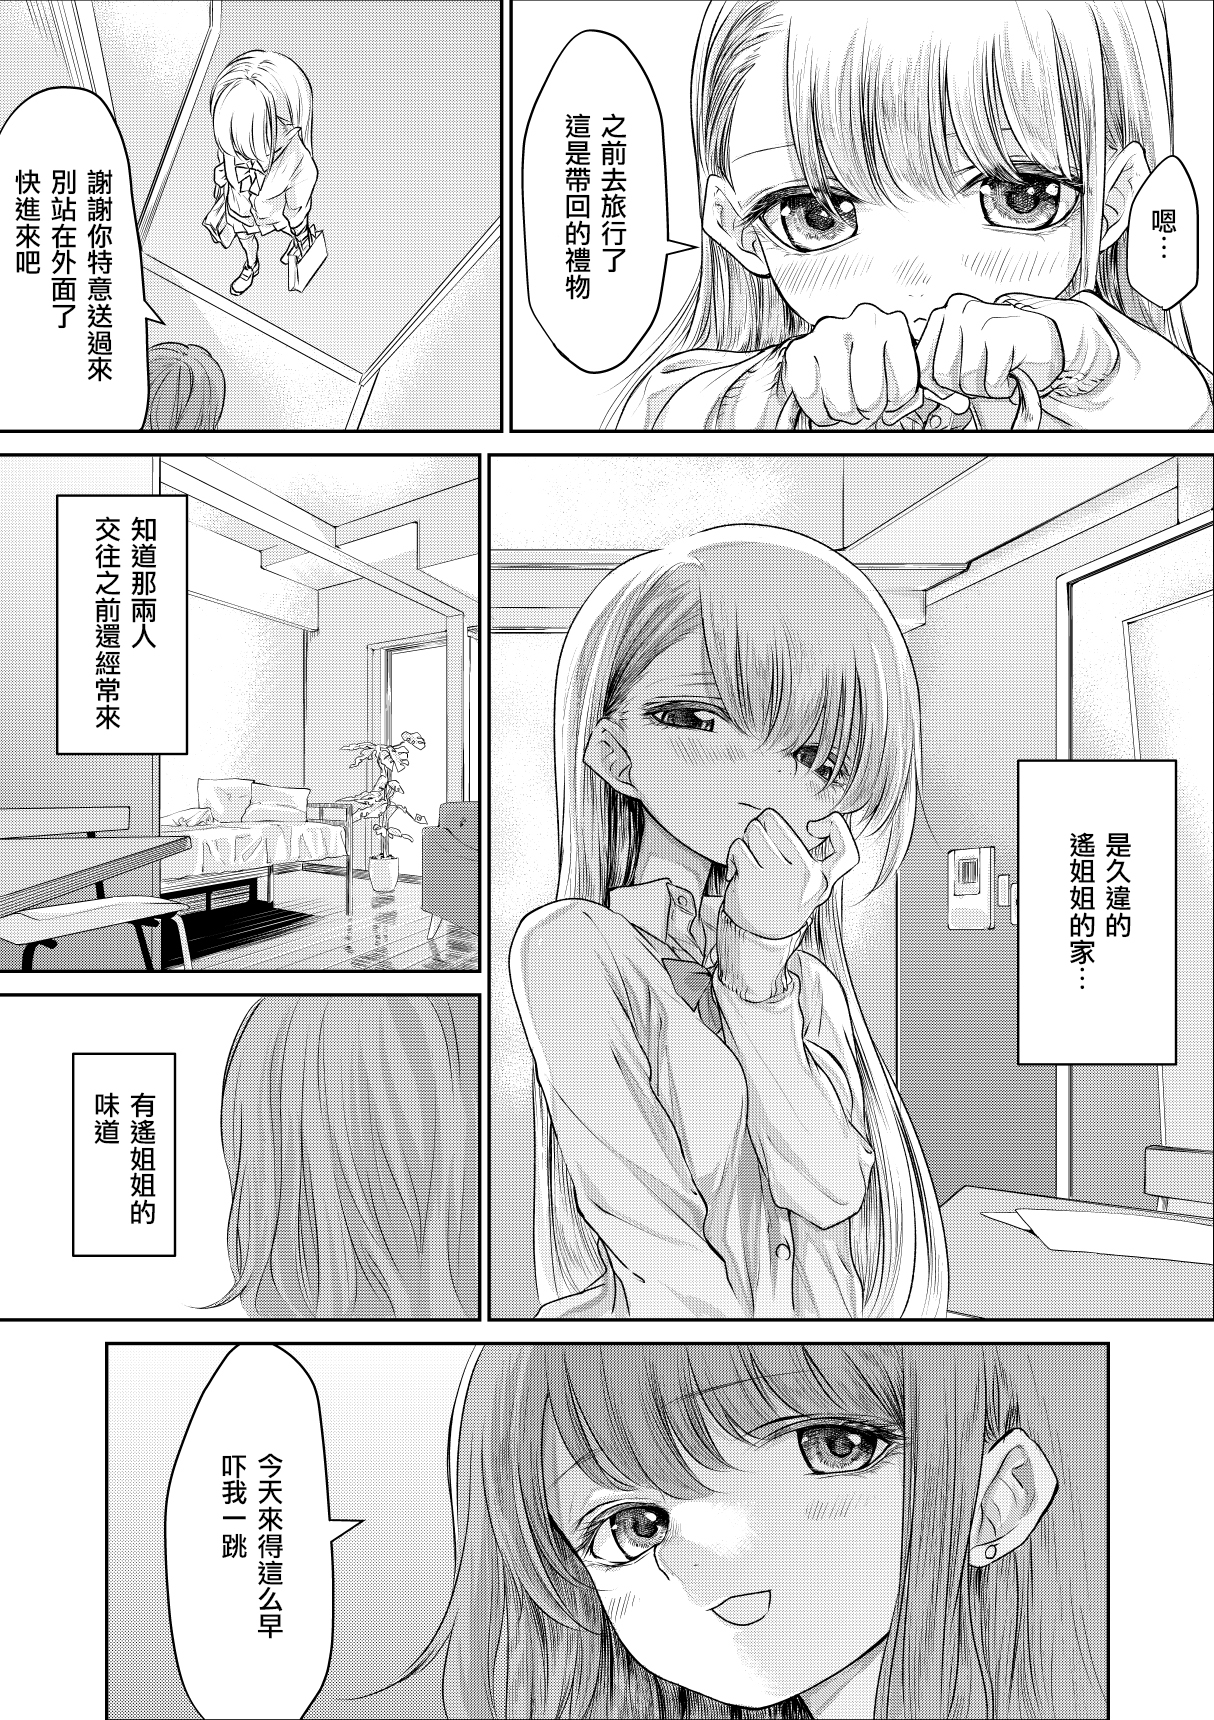 嗯…
之前去旅行了
這是帶回的禮物
謝謝你特意送過來
別站在外面了
快進來吧
是久違的
遙姐姐的家…
知道那兩人
交往之前還經常來
有遙姐姐的
味道
今天來得這么早
吓我一跳